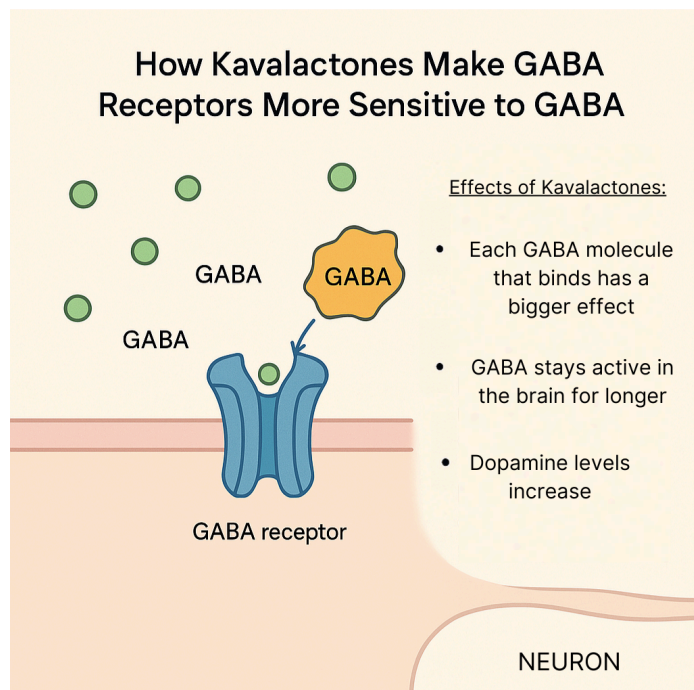 How Kavalactones Make GABA
Receptors More Sensitive to GABA
Effects of Kavalactones:
• Each GABA molecule
that binds has a
bigger effect
• GABA stays active in
the brain for longer
• Dopamine levels
increase
GABA
GABA
GABA
GABA receptor
NEURON